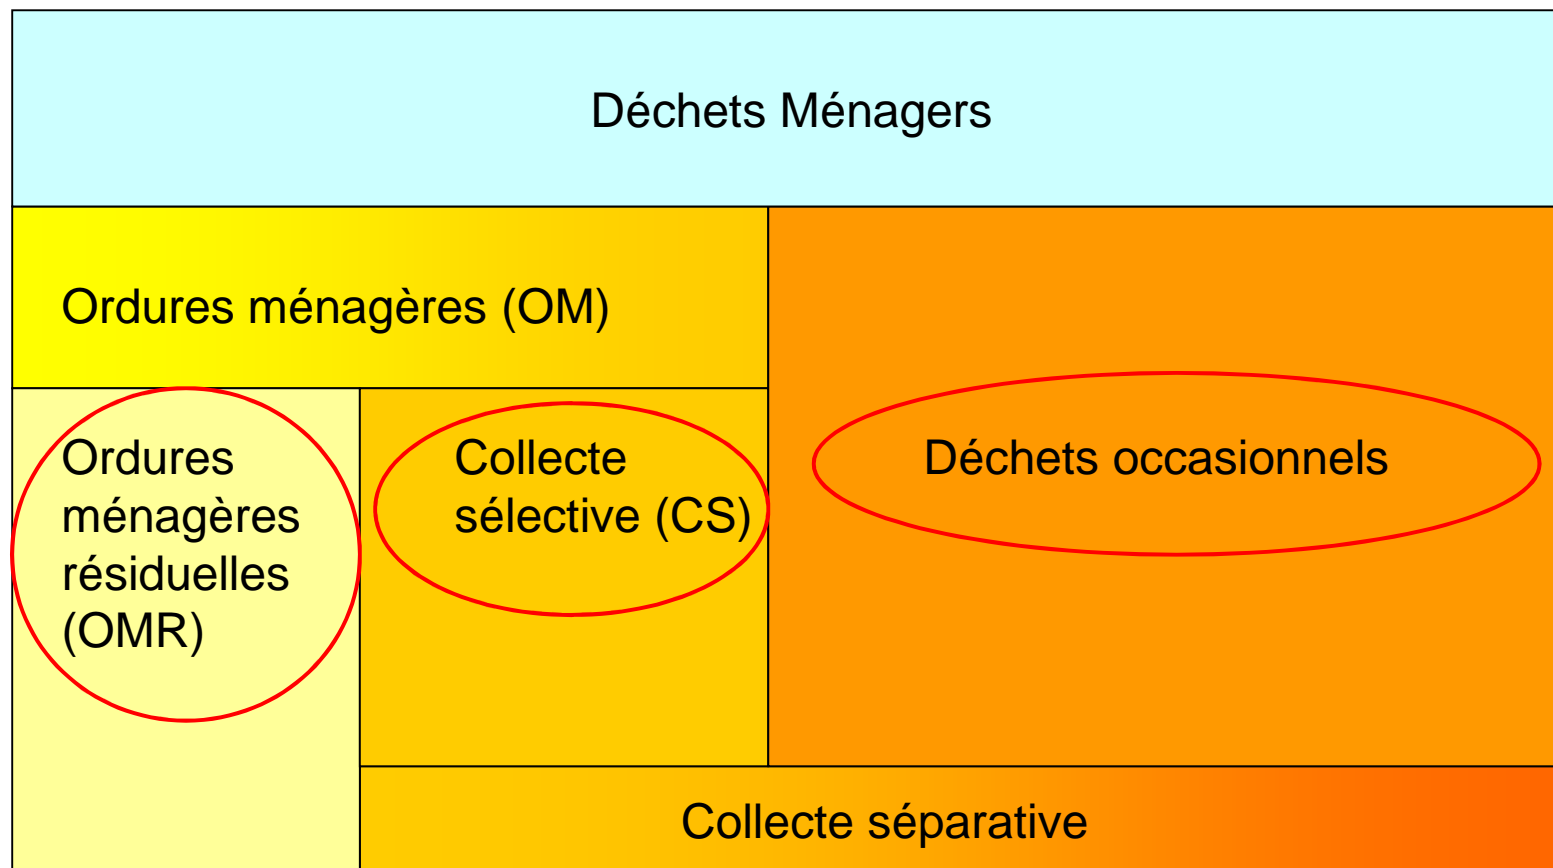 Déchets Ménagers
Ordures ménagères (OM)
Ordures
ménagères
résiduelles
(OMR)
Collecte
sélective (CS)
Déchets occasionnels
Collecte séparative